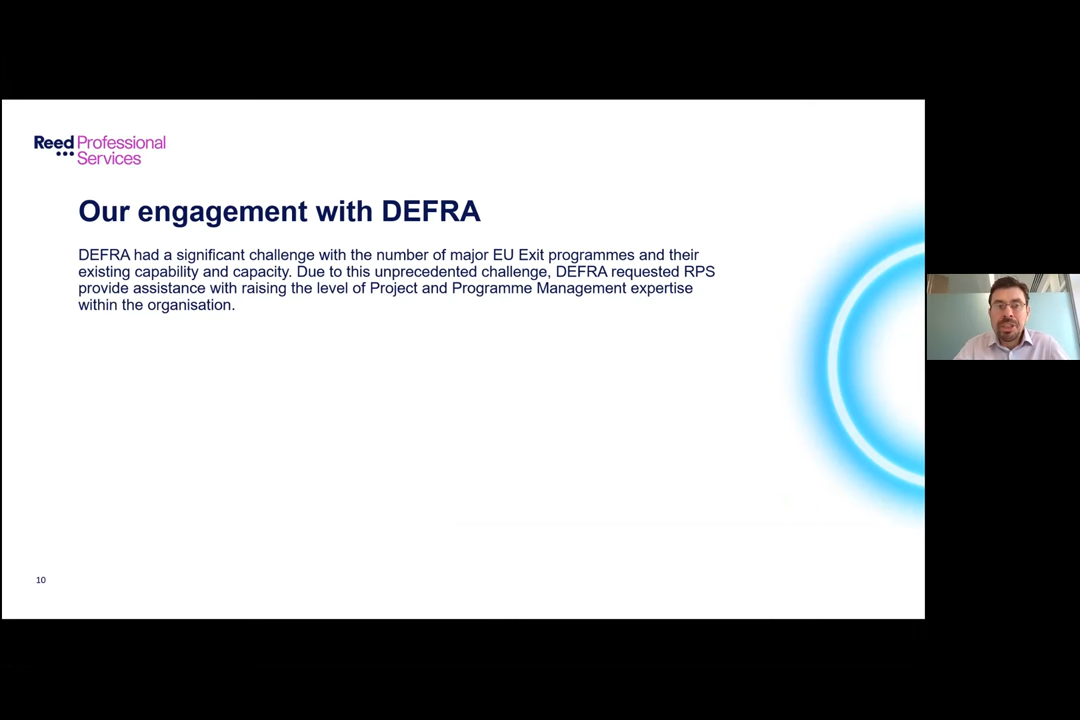 Reed Professional
Services
Our engagement with DEFRA
DEFRA had a significant challenge with the number of major EU Exit programmes and their
existing capability and capacity. Due to this unprecedented challenge, DEFRA requested RPS
provide assistance with raising the level of Project and Programme Management expertise
within the organisation.
10